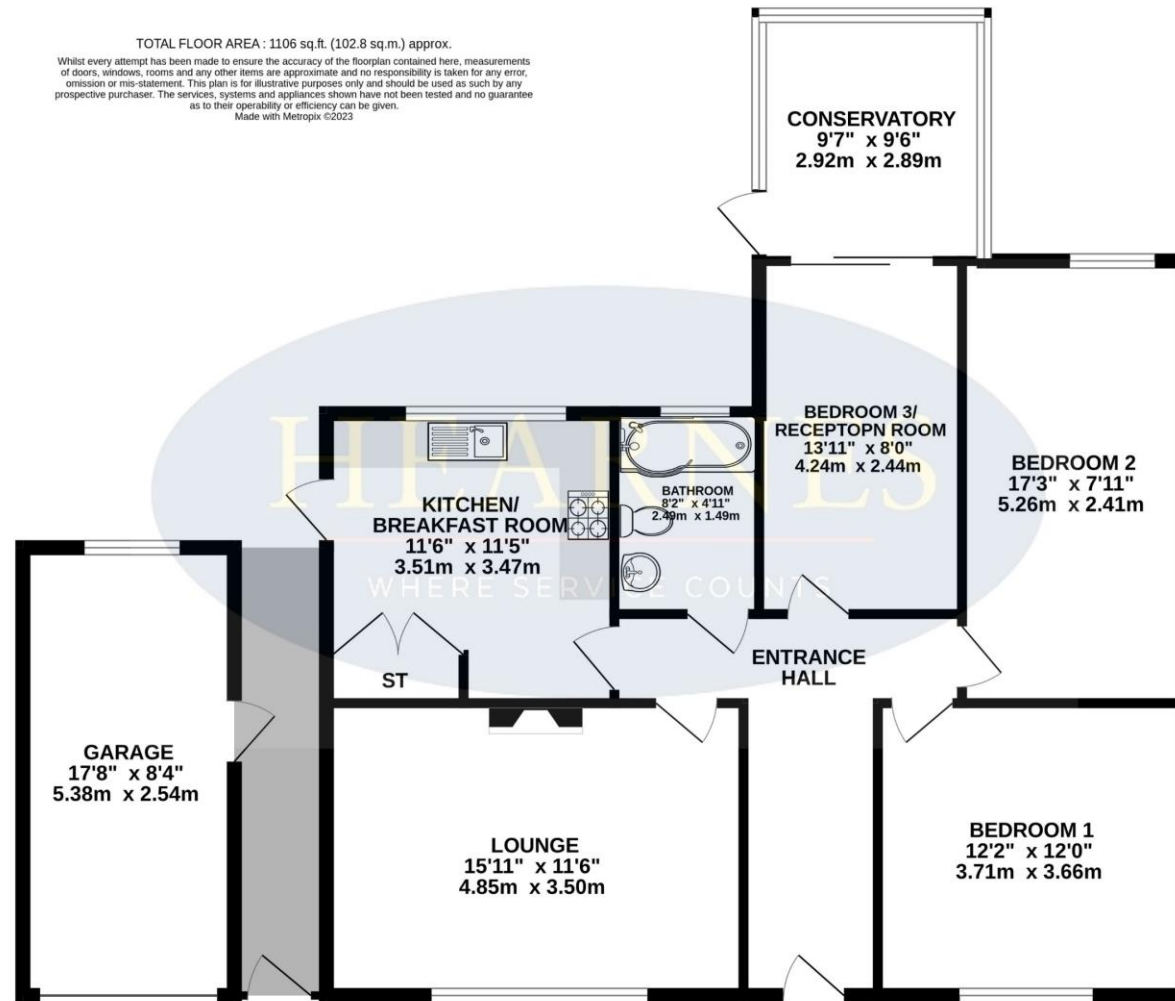 TOTAL FLOOR AREA : 1106 sq.ft. (102.8 sq.m.) approx.
Whilst every attempt has been made to ensure the accuracy of the floorplan contained here, measurements
of doors, windows, rooms and any other items are approximate and no responsibility is taken for any error,
omission or mis-statement. This plan is for illustrative purposes only and should be used as such by any
prospective purchaser. The services, systems and appliances shown have not been tested and no guarantee
as to their operability or efficiency can be given.
Made with Metropix ©2023
CONSERVATORY
9'7" x 9'6"
2.92m x 2.89m
HEARNES
WHERE SERVICE COUNTS
BEDROOM 3/
RECEPTOPN ROOM
13'11" x 8'0"
4.24m x 2.44m
BEDROOM 2
17'3" x 7'11"
5.26m x 2.41m
KITCHEN/
BREAKFAST ROOM
11'6" x 11'5"
3.51m x 3.47m
BATHROOM
8'2" x 4'11"
2.49m x 1.49m
ST
ENTRANCE
HALL
GARAGE
17'8" x 8'4"
5.38m x 2.54m
LOUNGE
15'11" x 11'6"
4.85m x 3.50m
BEDROOM 1
12'2" x 12'0"
3.71m x 3.66m